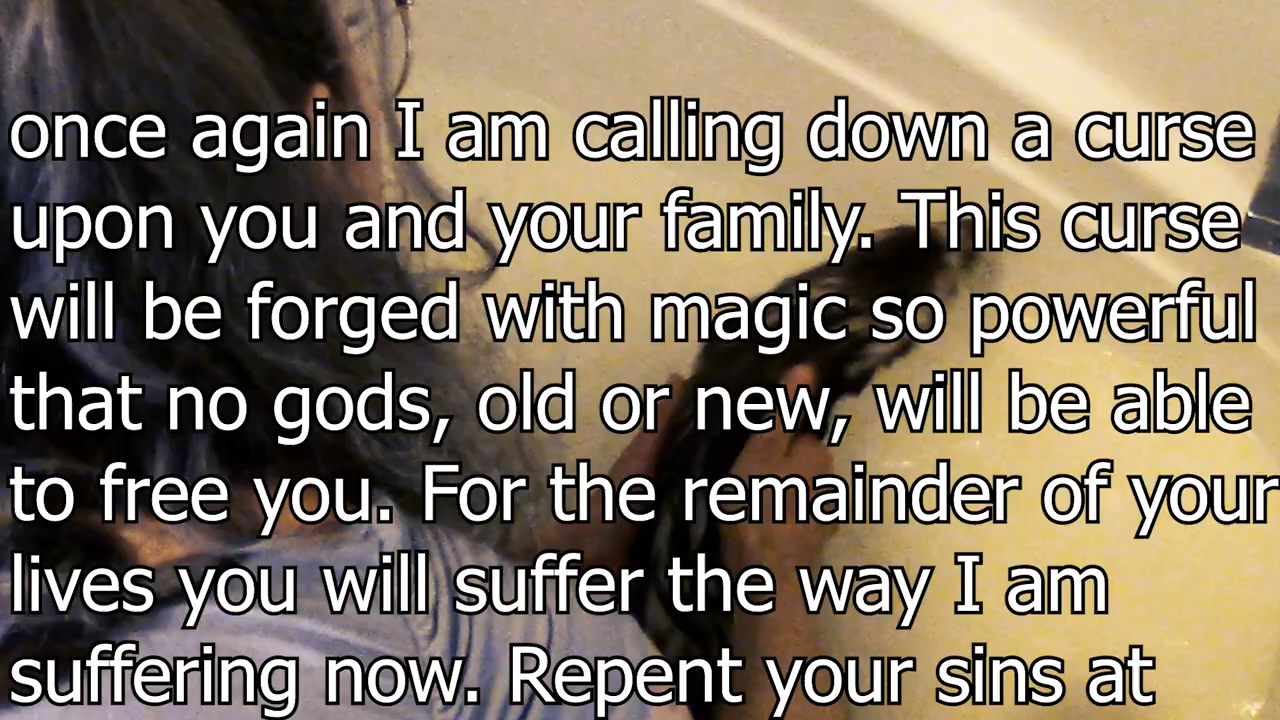 once again I am calling down a curse
upon you and your family. This curse
will be forged with magic so powerful
that no gods, old or new, will be able
to free you. For the remainder of your
lives you will suffer the way I am
suffering now. Repent your sins at